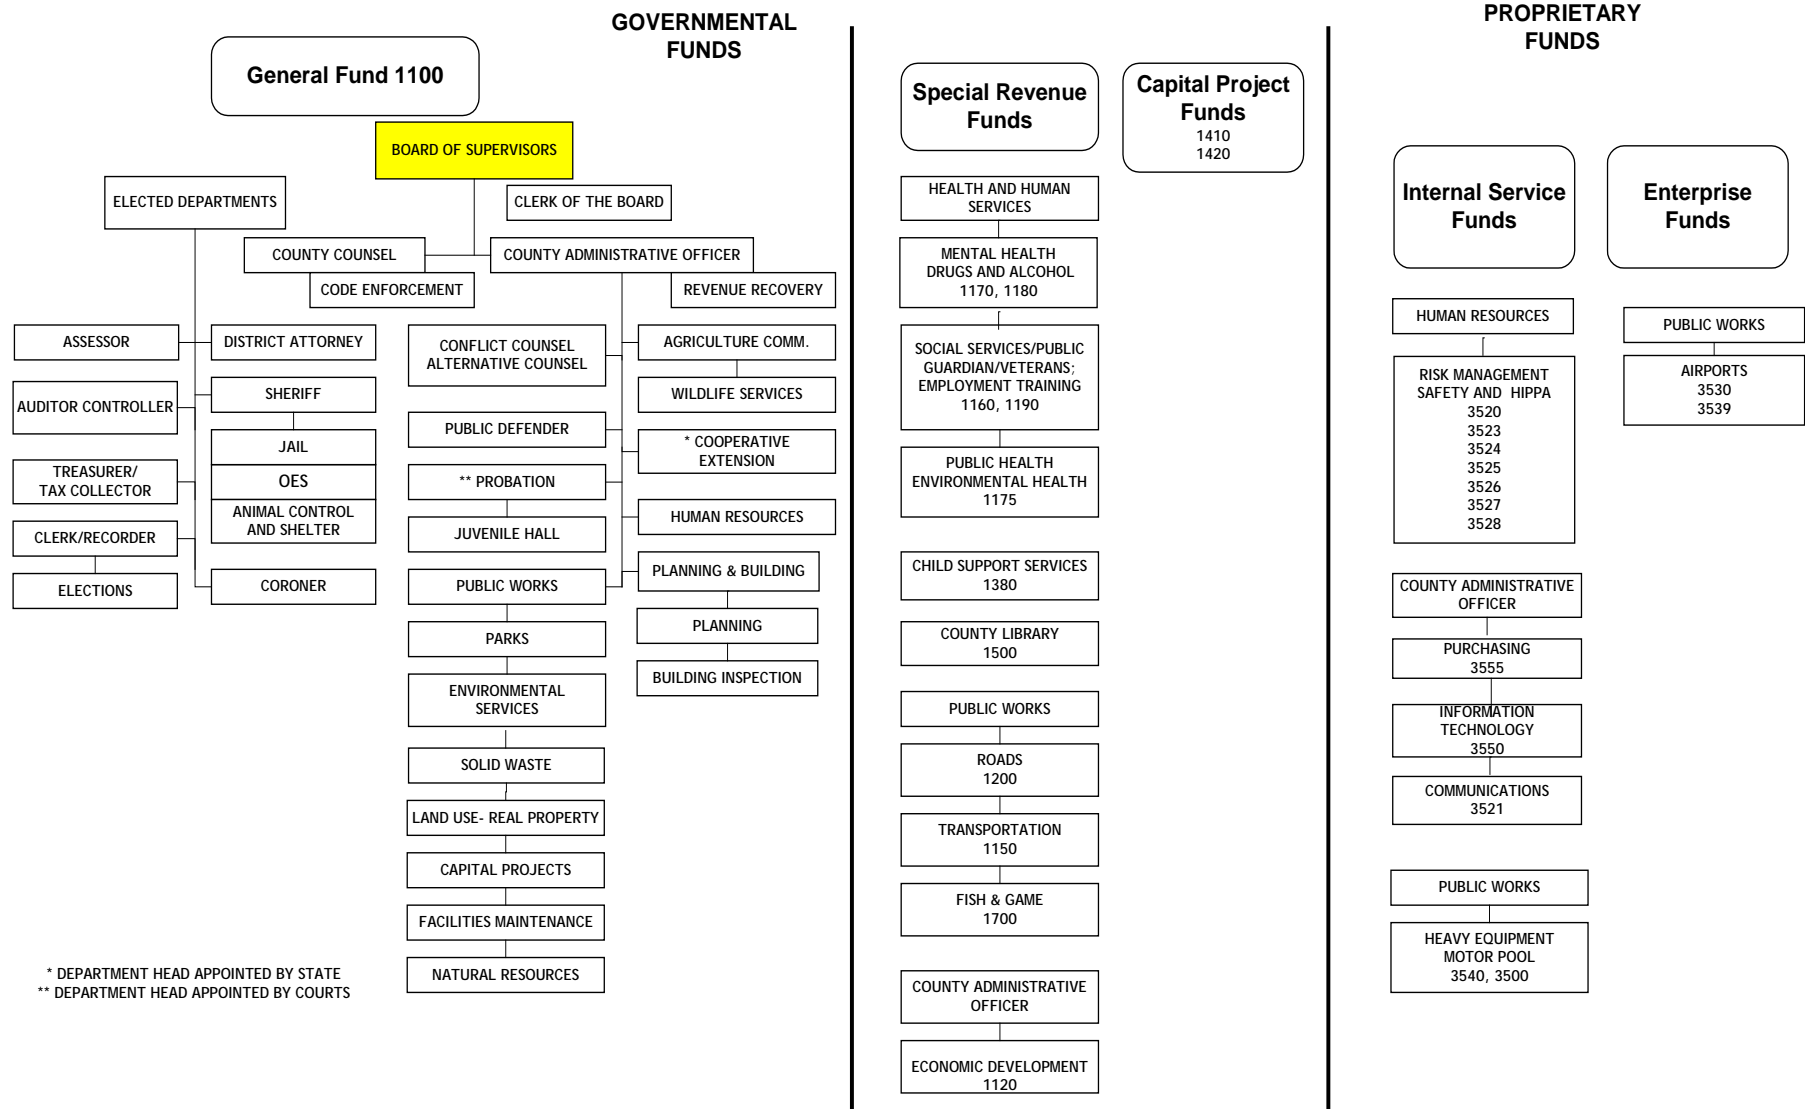 GOVERNMENTAL
FUNDS
General Fund 1100
BOARD OF SUPERVISORS
ELECTED DEPARTMENTS
CLERK OF THE BOARD
COUNTY COUNSEL
COUNTY ADMINISTRATIVE OFFICER
CODE ENFORCEMENT
REVENUE RECOVERY
ASSESSOR
DISTRICT ATTORNEY
AUDITOR CONTROLLER
SHERIFF
JAIL
TREASURER/
TAX COLLECTOR
OES
ANIMAL CONTROL
AND SHELTER
CLERK/RECORDER
ELECTIONS
CORONER
CONFLICT COUNSEL
ALTERNATIVE COUNSEL
PUBLIC DEFENDER
** PROBATION
JUVENILE HALL
PUBLIC WORKS
PARKS
ENVIRONMENTAL
SERVICES
SOLID WASTE
LAND USE- REAL PROPERTY
CAPITAL PROJECTS
FACILITIES MAINTENANCE
NATURAL RESOURCES
AGRICULTURE COMM.
WILDLIFE SERVICES
* COOPERATIVE
EXTENSION
HUMAN RESOURCES
PLANNING & BUILDING
PLANNING
BUILDING INSPECTION
* DEPARTMENT HEAD APPOINTED BY STATE
** DEPARTMENT HEAD APPOINTED BY COURTS
Special Revenue
Funds
HEALTH AND HUMAN
SERVICES
MENTAL HEALTH
DRUGS AND ALCOHOL
1170, 1180
SOCIAL SERVICES/PUBLIC
GUARDIAN/VETERANS;
EMPLOYMENT TRAINING
1160, 1190
PUBLIC HEALTH
ENVIRONMENTAL HEALTH
1175
CHILD SUPPORT SERVICES
1380
COUNTY LIBRARY
1500
PUBLIC WORKS
ROADS
1200
TRANSPORTATION
1150
FISH & GAME
1700
COUNTY ADMINISTRATIVE
OFFICER
ECONOMIC DEVELOPMENT
1120
Capital Project
Funds
1410
1420
PROPRIETARY
FUNDS
Internal Service
Funds
HUMAN RESOURCES
RISK MANAGEMENT
SAFETY AND HIPPA
3520
3523
3524
3525
3526
3527
3528
COUNTY ADMINISTRATIVE
OFFICER
PURCHASING
3555
INFORMATION
TECHNOLOGY
3550
COMMUNICATIONS
3521
PUBLIC WORKS
HEAVY EQUIPMENT
MOTOR POOL
3540, 3500
Enterprise
Funds
PUBLIC WORKS
AIRPORTS
3530
3539